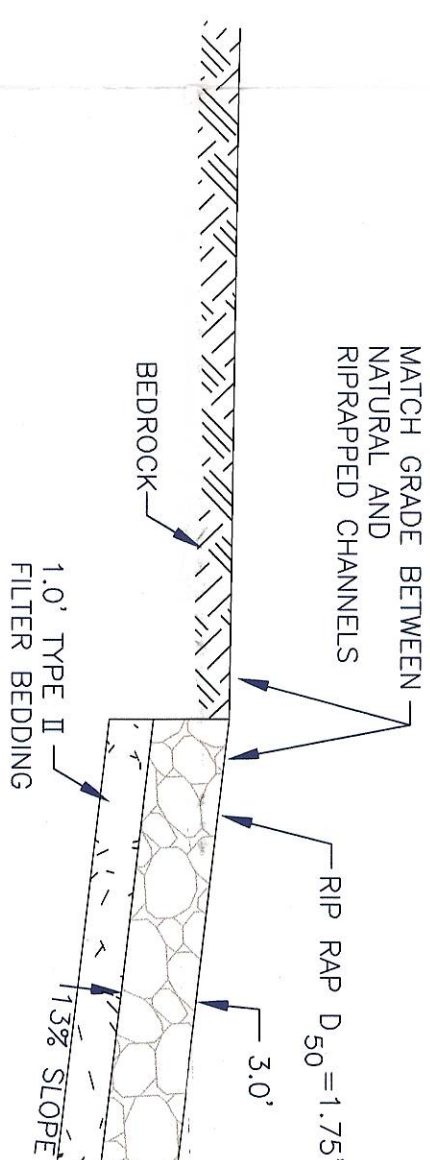 MATCH GRADE BETWEEN
NATURAL AND
RIPRAPPED CHANNELS
RIP RAP D50=1.75'
3.0'
BEDROCK
1.0' TYPE II
FILTER BEDDING
13% SLOPE